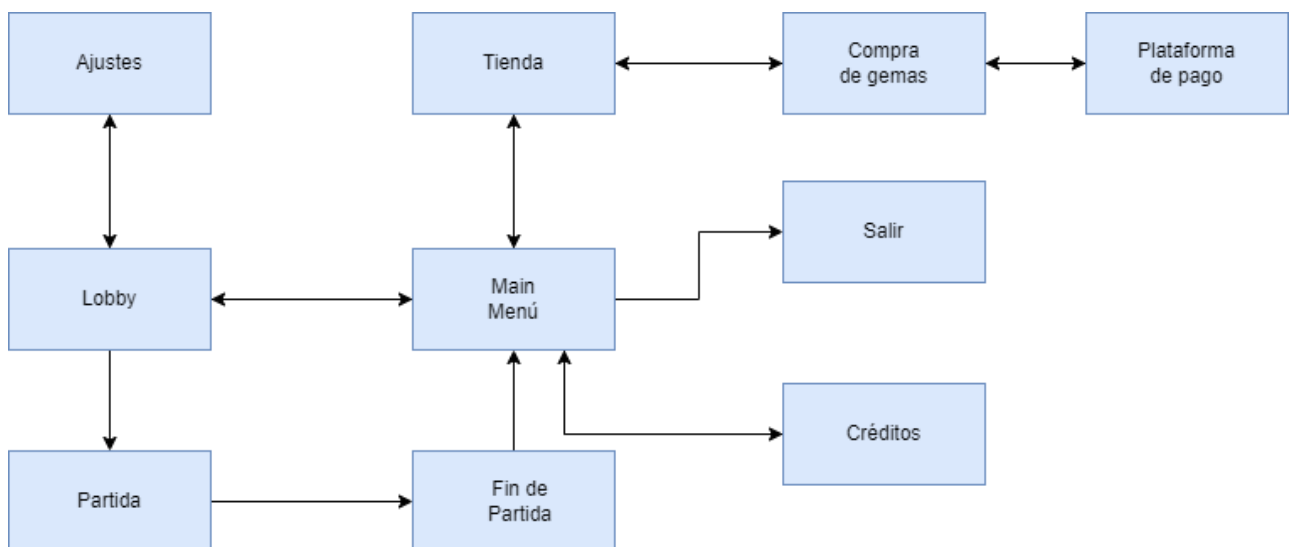 Ajustes
Tienda
Compra
de gemas
Plataforma
de pago
Salir
Lobby
Main
Menú
Créditos
Partida
Fin de
Partida